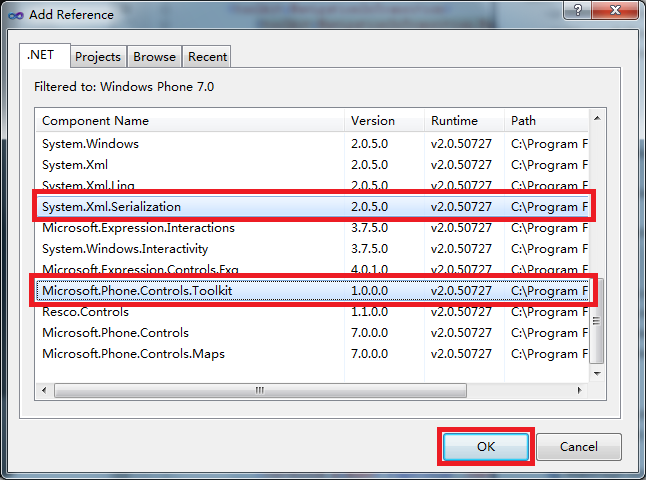 Add Reference
.NET Projects Browse Recent
Filtered to: Windows Phone 7.0
Component Name Version Runtime Path
System.Windows 2.0.5.0 v2.0.50727 C:\Program F
System.Xml 2.0.5.0 v2.0.50727 C:\Program F
System.Xml.Linq 2.0.5.0 v2.0.50727 C:\Program F
System.Xml.Serialization 2.0.5.0 v2.0.50727 C:\Program F
Microsoft.Expression.Interactions 3.7.5.0 v2.0.50727 C:\Program F
System.Windows.Interactivity 3.7.5.0 v2.0.50727 C:\Program F
Microsoft.Expression.Controls.Exg 4.0.1.0 v2.0.50727 C:\Program F
Microsoft.Phone.Controls.Toolkit 1.0.0.0 v2.0.50727 C:\Program F
Resco.Controls 1.1.0.0 v2.0.50727 C:\Program F
Microsoft.Phone.Controls 7.0.0.0 v2.0.50727 C:\Program F
Microsoft.Phone.Controls.Maps 7.0.0.0 v2.0.50727 C:\Program F
OK Cancel